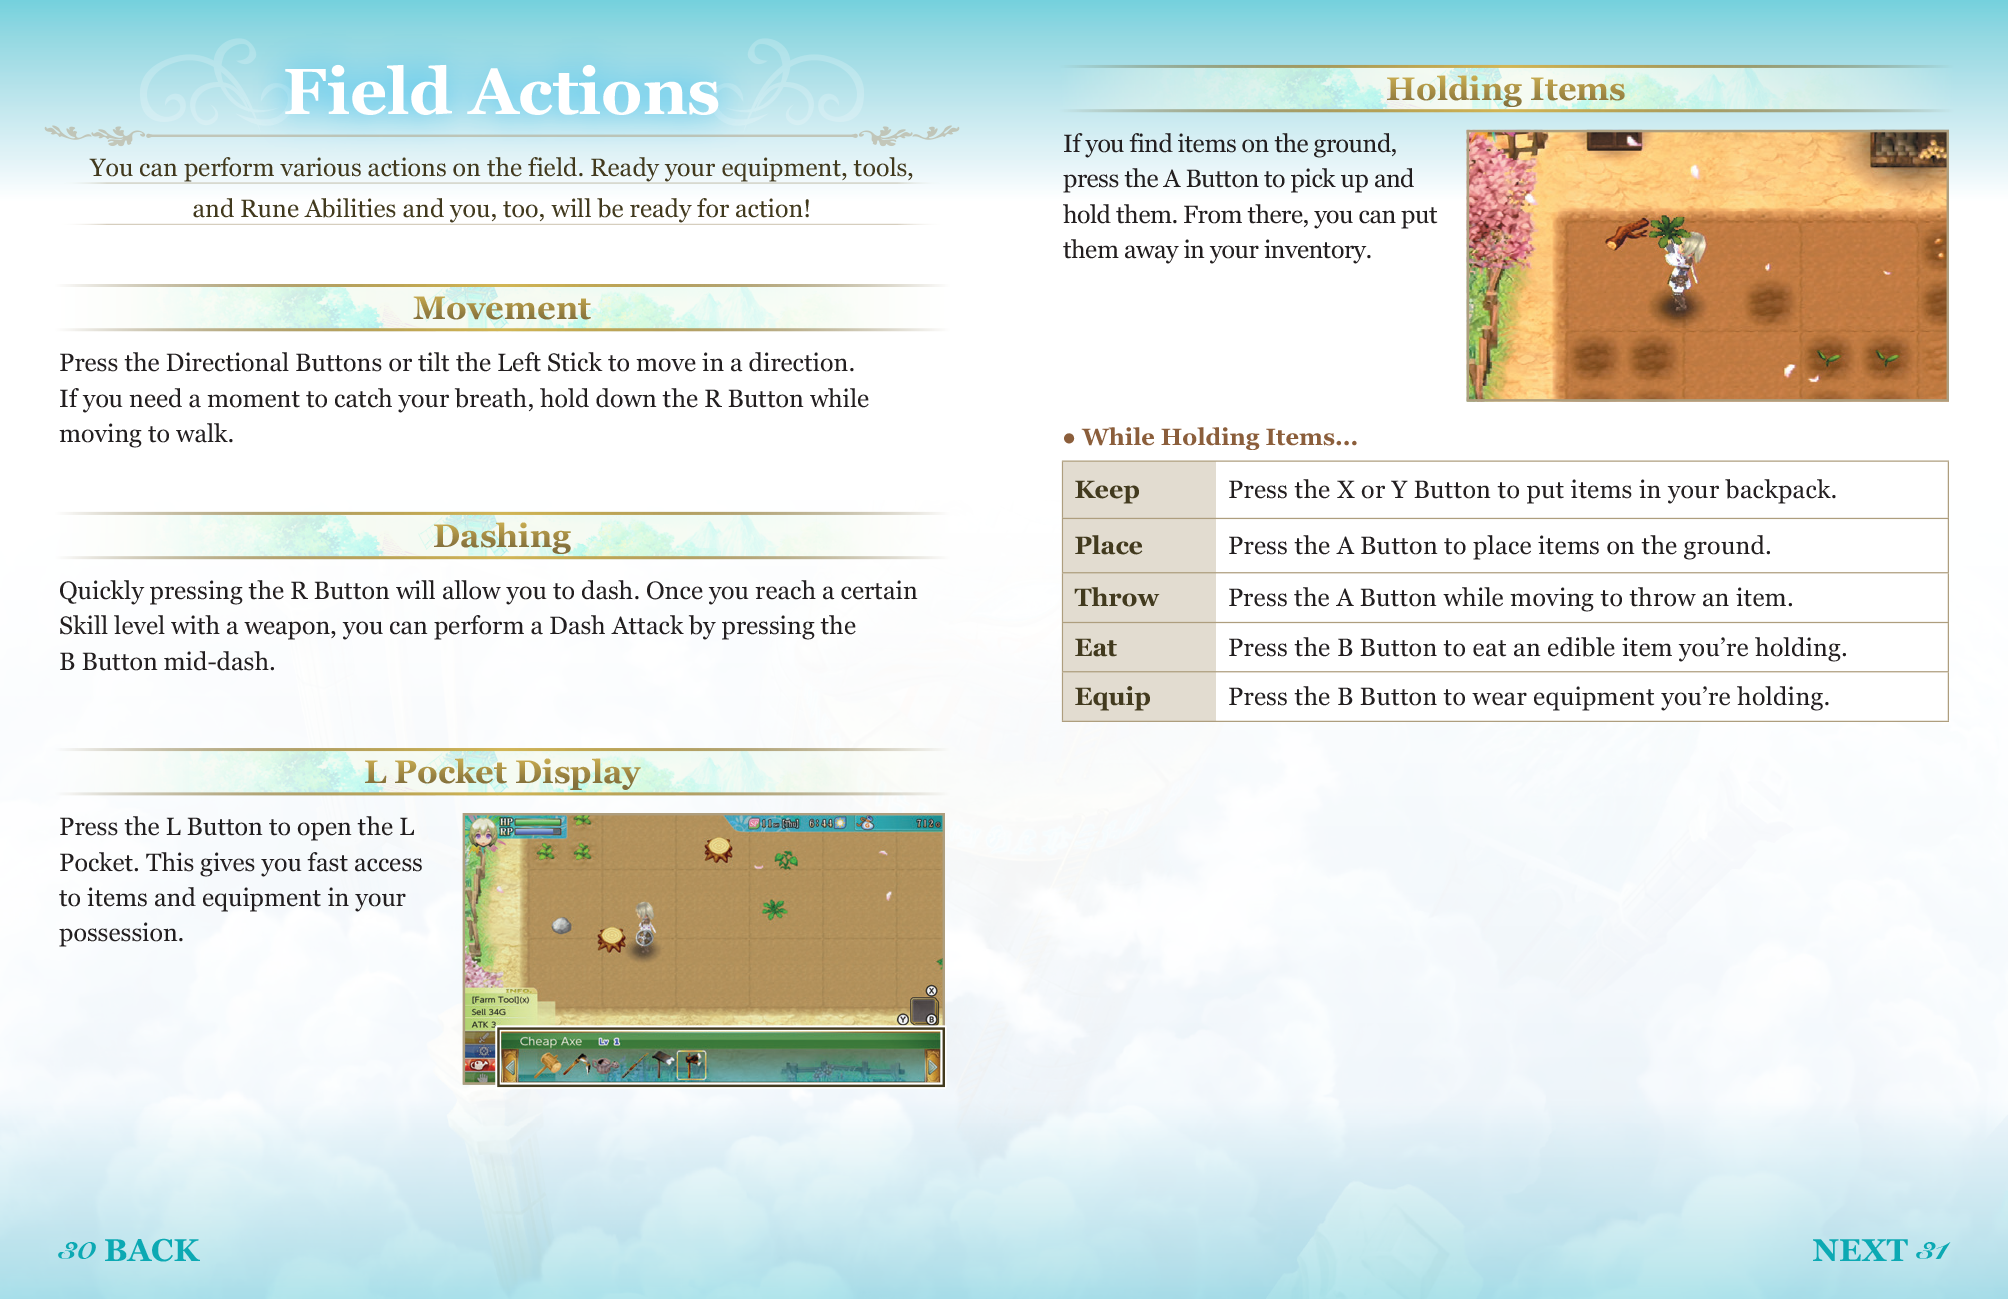 Field Actions
You can perform various actions on the field. Ready your equipment, tools,
and Rune Abilities and you, too, will be ready for action!
Movement
Press the Directional Buttons or tilt the Left Stick to move in a direction.
If you need a moment to catch your breath, hold down the R Button while
moving to walk.
Dashing
Quickly pressing the R Button will allow you to dash. Once you reach a certain
Skill level with a weapon, you can perform a Dash Attack by pressing the
B Button mid-dash.
L Pocket Display
Press the L Button to open the L
Pocket. This gives you fast access
to items and equipment in your
possession.
HP
RP
6:44
712
INFO.
[Farm Tool](x)
Sell 34G
ATK 3
X
Y
B
Cheap Axe Lv 1
30 BACK
Holding Items
If you find items on the ground,
press the A Button to pick up and
hold them. From there, you can put
them away in your inventory.
● While Holding Items...
Keep Press the X or Y Button to put items in your backpack.
Place Press the A Button to place items on the ground.
Throw Press the A Button while moving to throw an item.
Eat Press the B Button to eat an edible item you’re holding.
Equip Press the B Button to wear equipment you’re holding.
NEXT 31